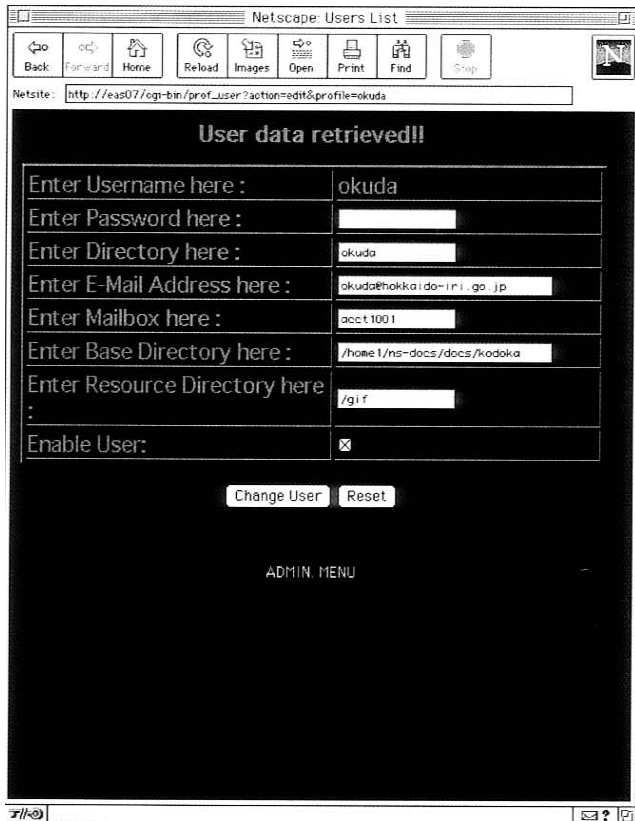 Netscape: Users List
Back Forward Home Reload Images Open Print Find Stop
N
Netsite: http://eas07/cgi-bin/prof_user?action=edit&profile=okuda
User data retrieved!!
Enter Username here : okuda
Enter Password here :
Enter Directory here : okuda
Enter E-Mail Address here : okuda@hokkaido-iri.go.jp
Enter Mailbox here : acct1001
Enter Base Directory here : /home1/ns-docs/docs/kodoka
Enter Resource Directory here
: /gif
Enable User:
Change User Reset
ADMIN. MENU
?